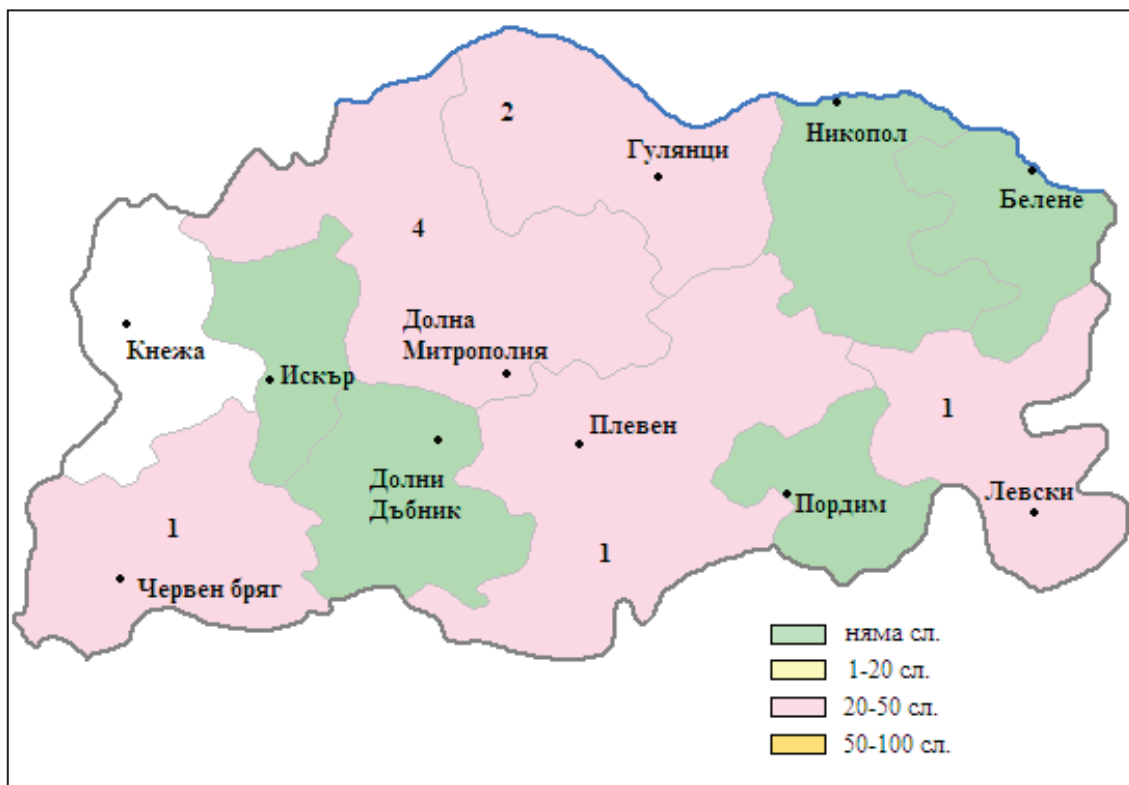 2
Гулянци
Никопол
Белене
4
Долна
Митрополия
Кнежа
Искър
1
Плевен
Долни
Дъбник
Пордим
Левски
1
Червен бряг
1
няма сл.
1-20 сл.
20-50 сл.
50-100 сл.